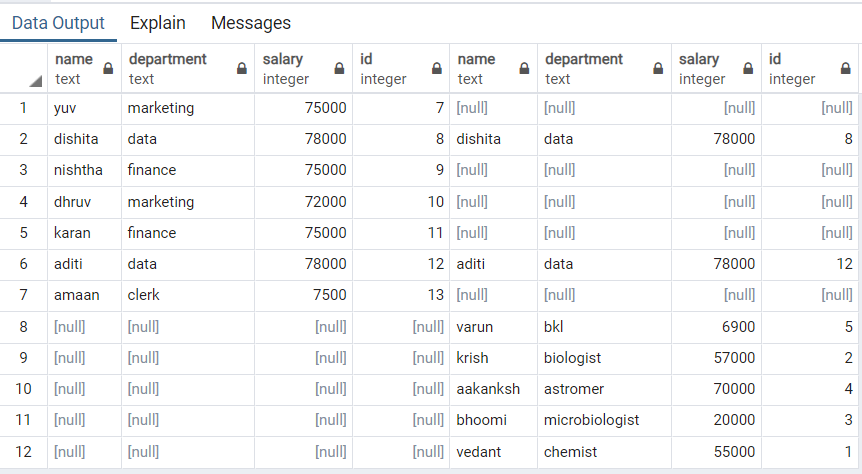 Data Output Explain Messages
name department salary id name department salary id
text text integer integer text text integer integer
1 yuv marketing 75000 7 [null] [null] [null] [null]
2 dishita data 78000 8 dishita data 78000 8
3 nishtha finance 75000 9 [null] [null] [null] [null]
4 dhruv marketing 72000 10 [null] [null] [null] [null]
5 karan finance 75000 11 [null] [null] [null] [null]
6 aditi data 78000 12 aditi data 78000 12
7 amaan clerk 7500 13 [null] [null] [null] [null]
8 [null] [null] [null] [null] varun bkl 6900 5
9 [null] [null] [null] [null] krish biologist 57000 2
10 [null] [null] [null] [null] aakanksh astromer 70000 4
11 [null] [null] [null] [null] bhoomi microbiologist 20000 3
12 [null] [null] [null] [null] vedant chemist 55000 1